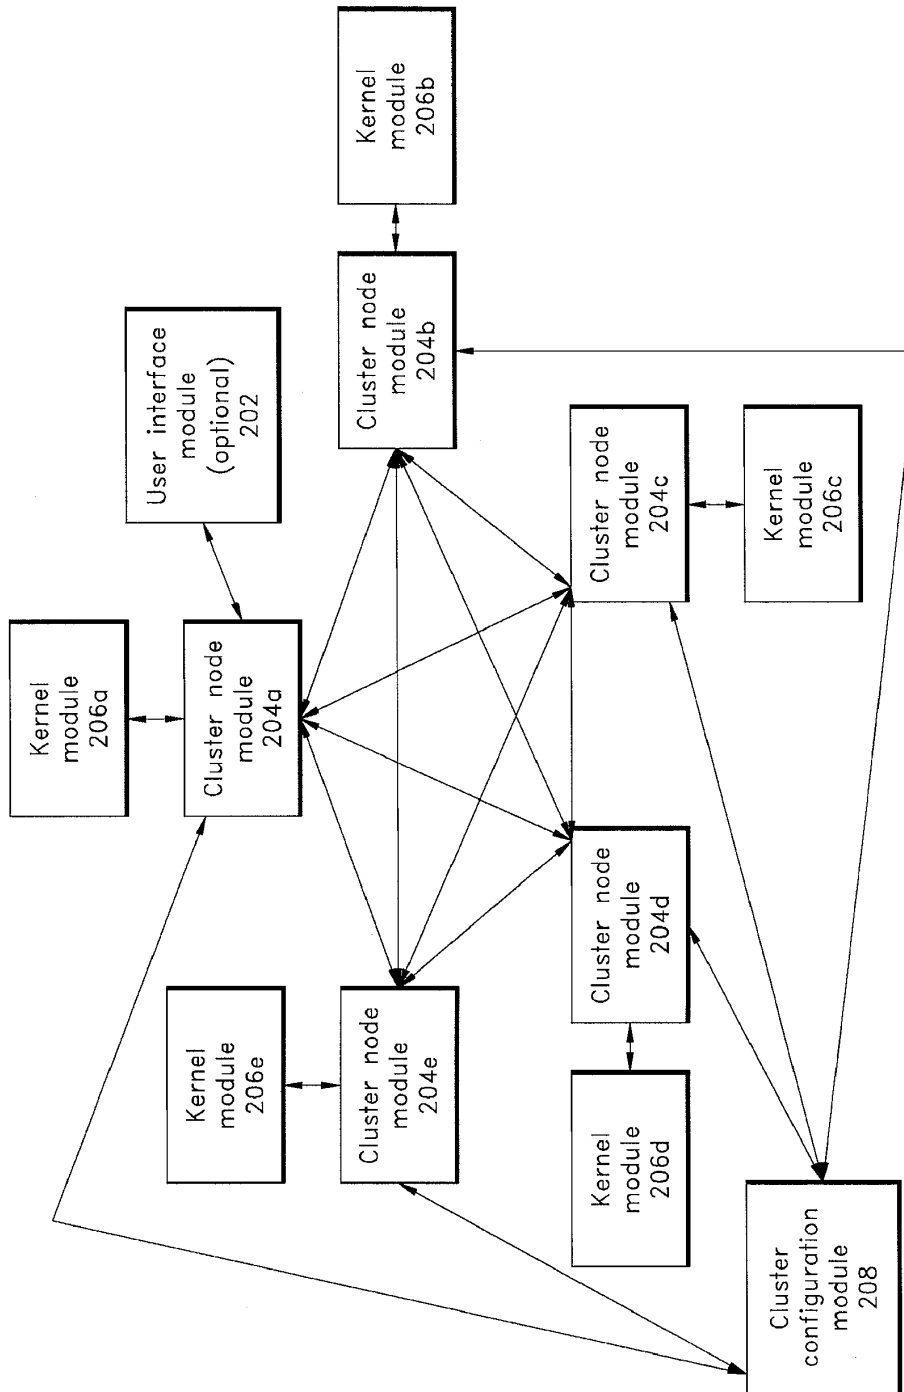 Kernel
module
206a
Cluster node
module
204a
User interface
module
(optional)
202
Kernel
module
206b
Cluster node
module
204b
Kernel
module
206e
Cluster node
module
204e
Cluster node
module
204c
Kernel
module
206c
Cluster node
module
204d
Kernel
module
206d
Cluster
configuration
module
208